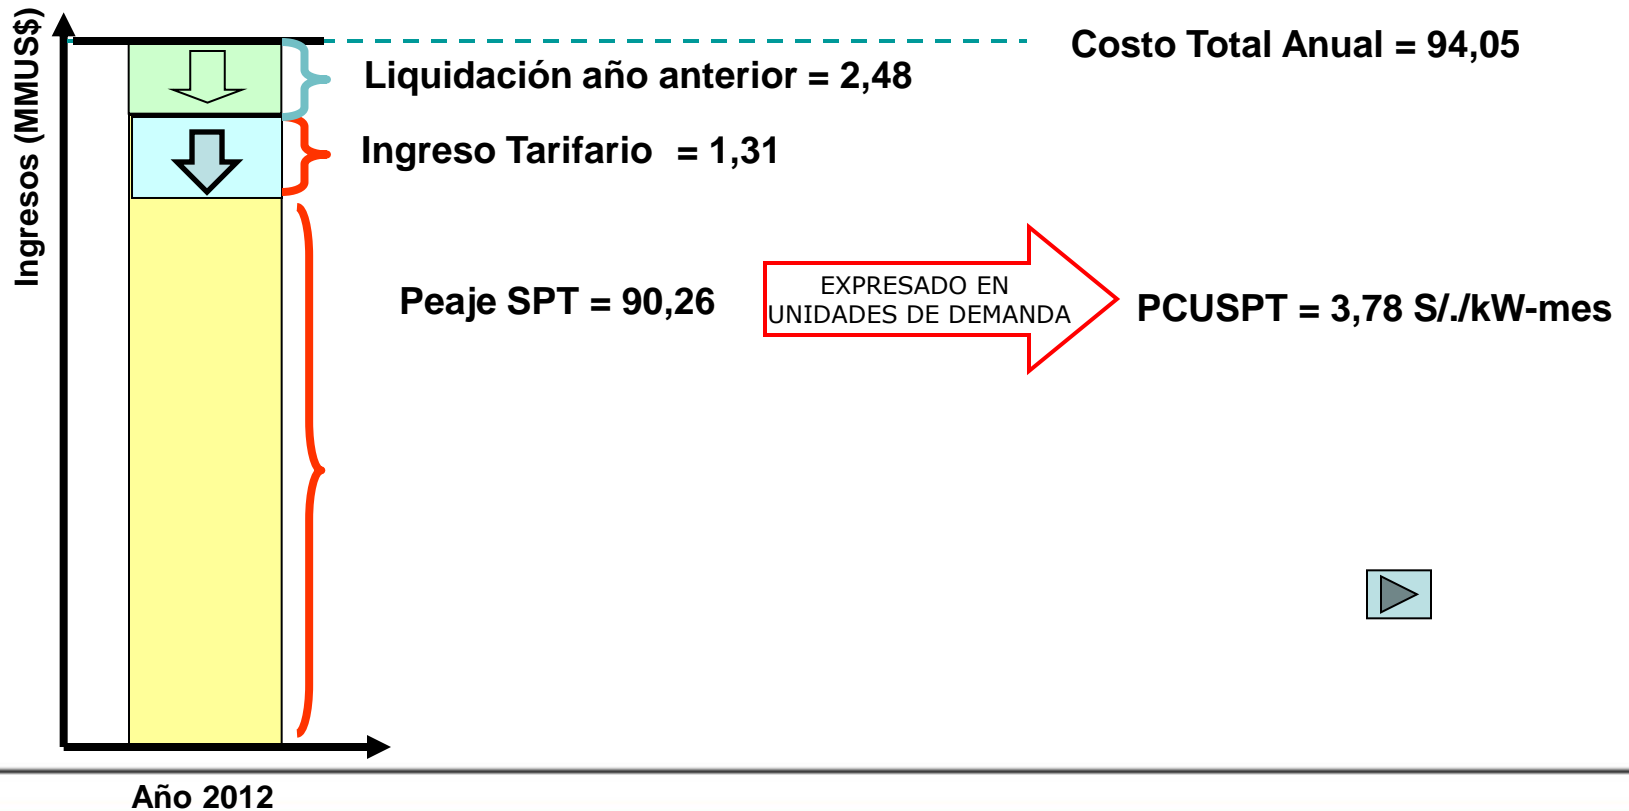 Ingresos (MMUS$)
Costo Total Anual = 94,05
Liquidación año anterior = 2,48
Ingreso Tarifario = 1,31
Peaje SPT = 90,26
EXPRESADO EN
UNIDADES DE DEMANDA
PCUSPT = 3,78 S/./kW-mes
Año 2012